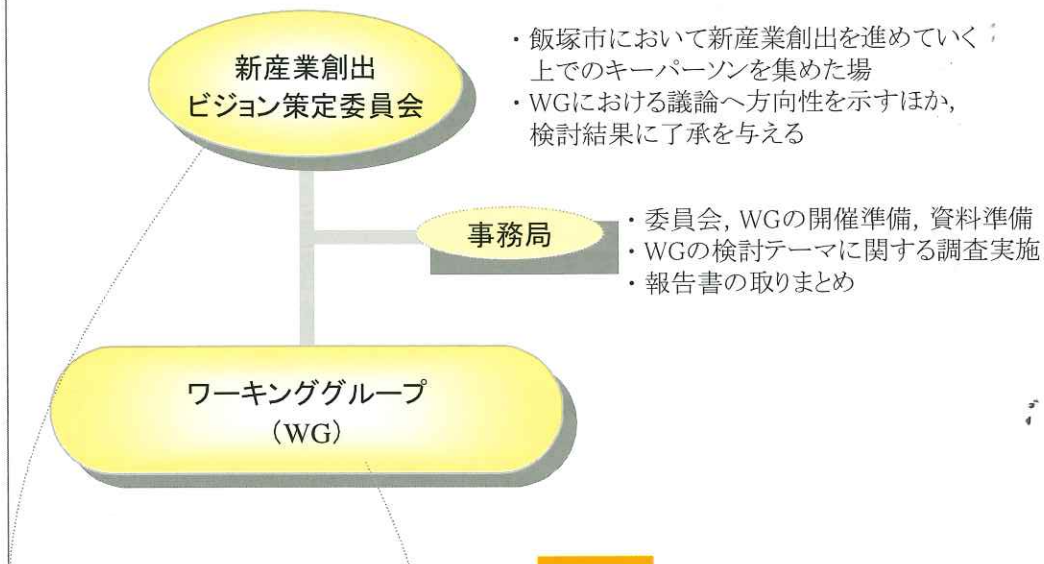 新産業創出
ビジョン策定委員会
・飯塚市において新産業創出を進めていく
上でのキーパーソンを集めた場
・WGにおける議論へ方向性を示すほか,
検討結果に了承を与える
事務局
・委員会, WGの開催準備, 資料準備
・WGの検討テーマに関する調査実施
・報告書の取りまとめ
ワーキンググループ
(WG)